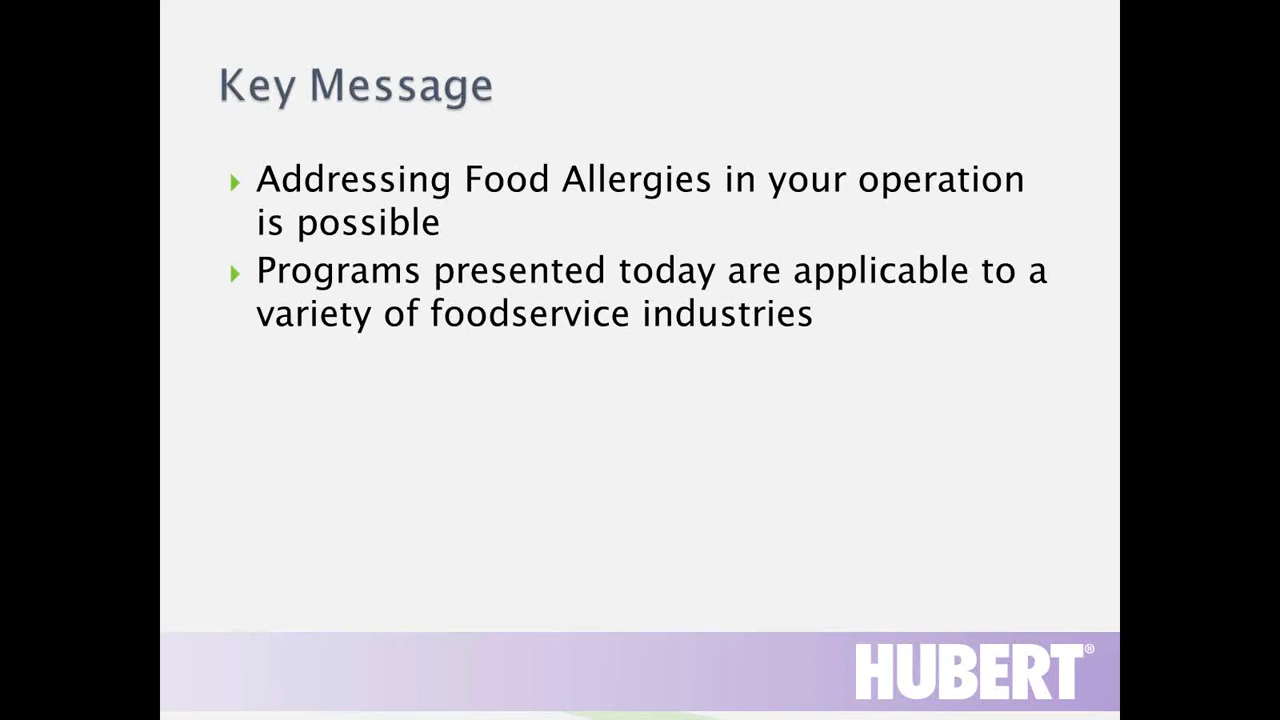 Key Message
Addressing Food Allergies in your operation
is possible
Programs presented today are applicable to a
variety of foodservice industries
HUBERT®